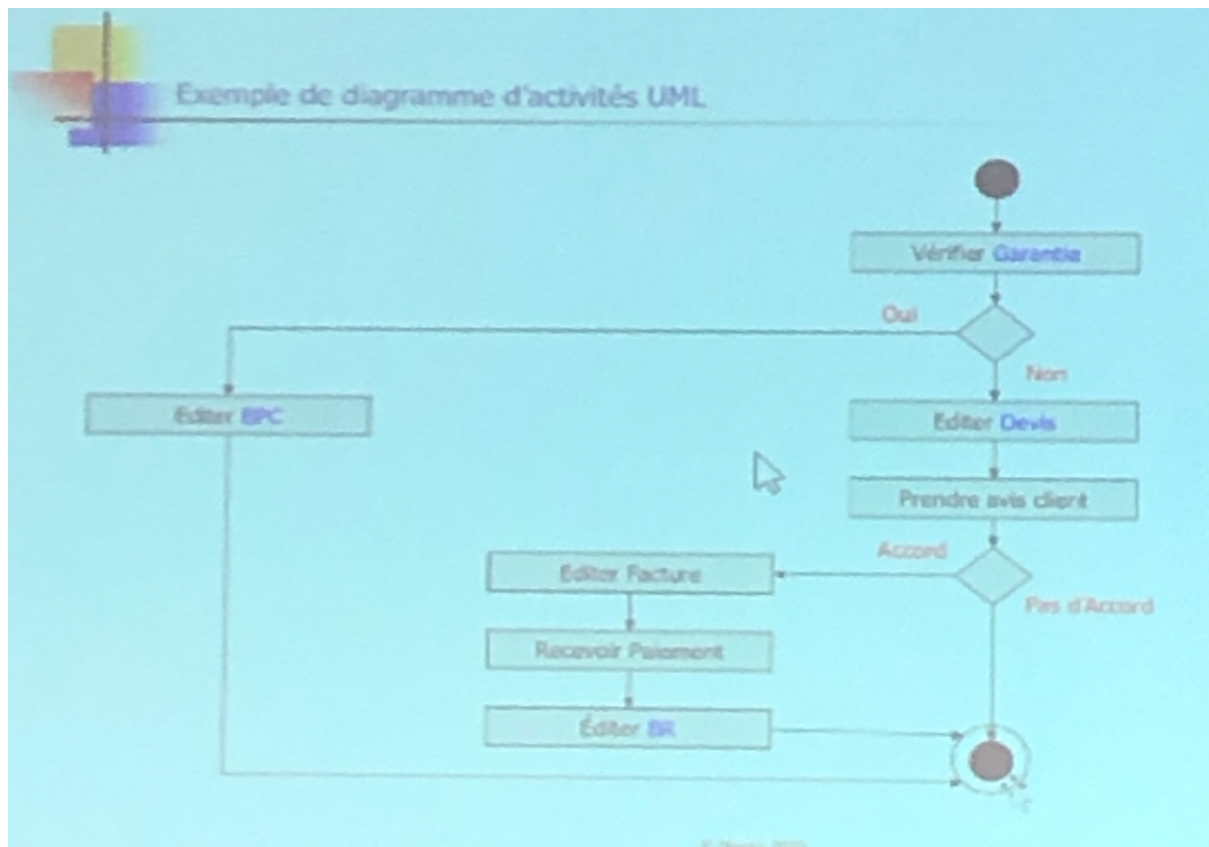 Exemple de diagramme d'activités UML
Vérifier Garantie
Oui
Non
Editer BPC
Editer Devis
Prendre avis client
Accord
Editer Facture
Pas d'Accord
Recevoir Paiement
Éditer BR